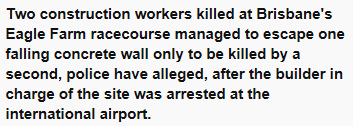 Two construction workers killed at Brisbane's
Eagle Farm racecourse managed to escape one
falling concrete wall only to be killed by a
second, police have alleged, after the builder in
charge of the site was arrested at the
international airport.